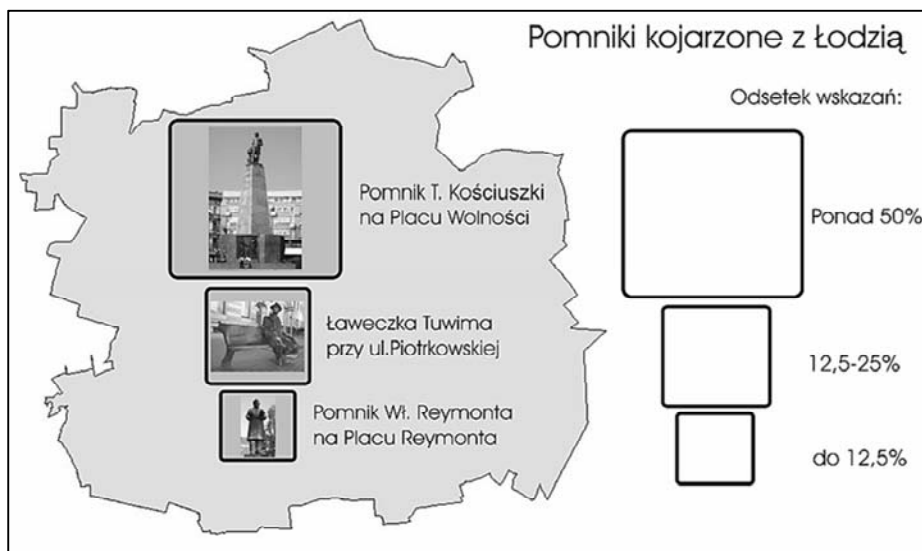 Pomniki kojarzone z Łodzią
Odsetek wskazań:
Pomnik T. Kościuszki
na Placu Wolności
Ponad 50%
Ławeczka Tuwima
przy ul.Piotrkowskiej
12,5-25%
Pomnik Wł. Reymonta
na Placu Reymonta
do 12,5%